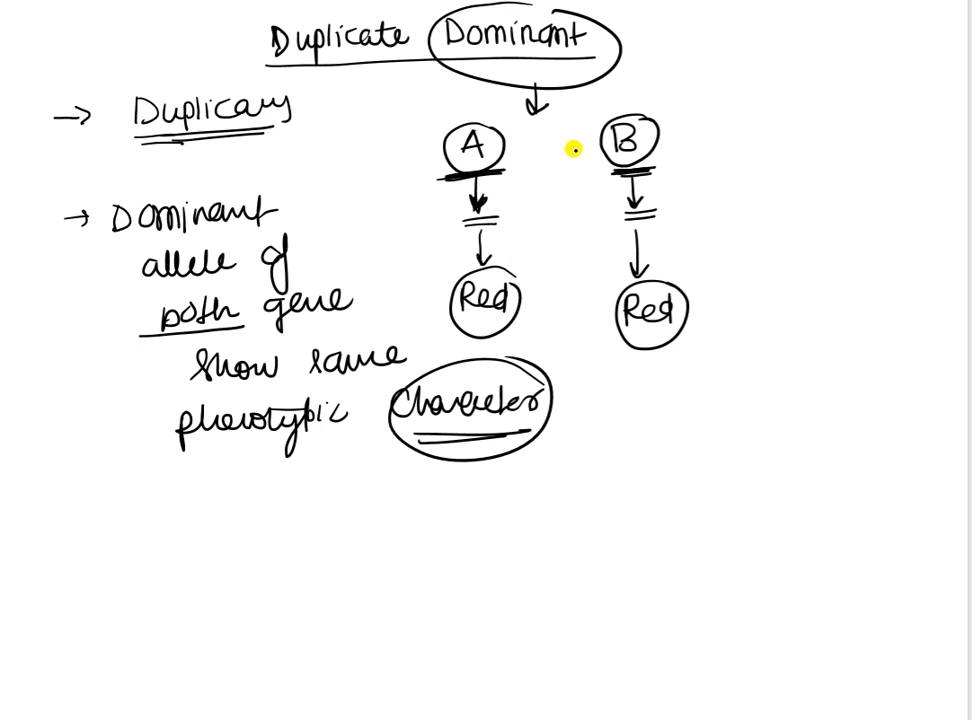 Duplicate Dominant
→ Duplicacy
A B
→ Dominant
allele of
both gene
Red Red
show same
phenotypic Character